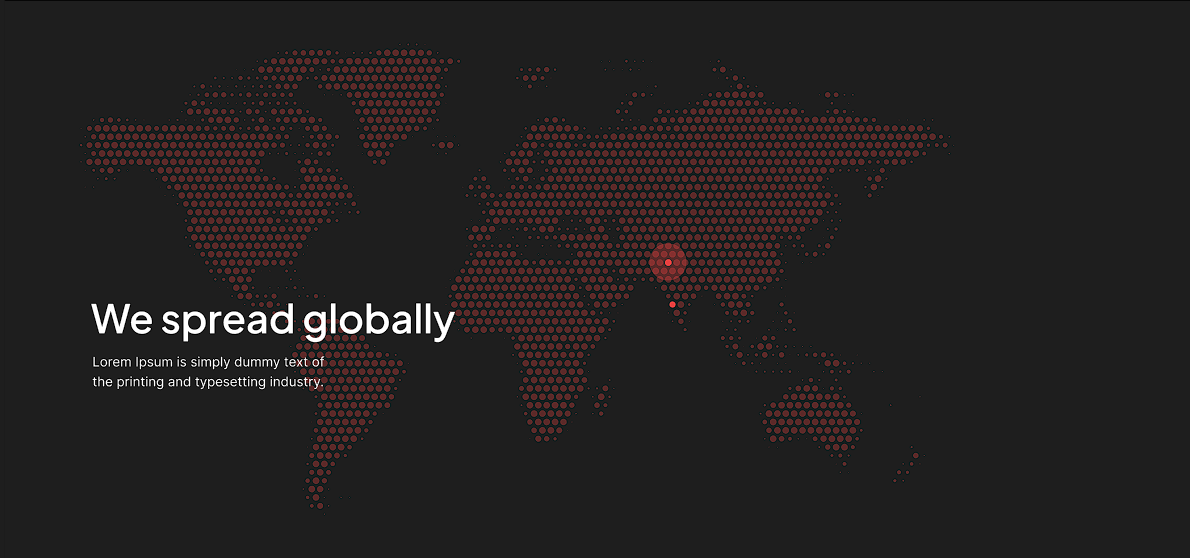 We spread globally
Lorem Ipsum is simply dummy text of
the printing and typesetting industry.